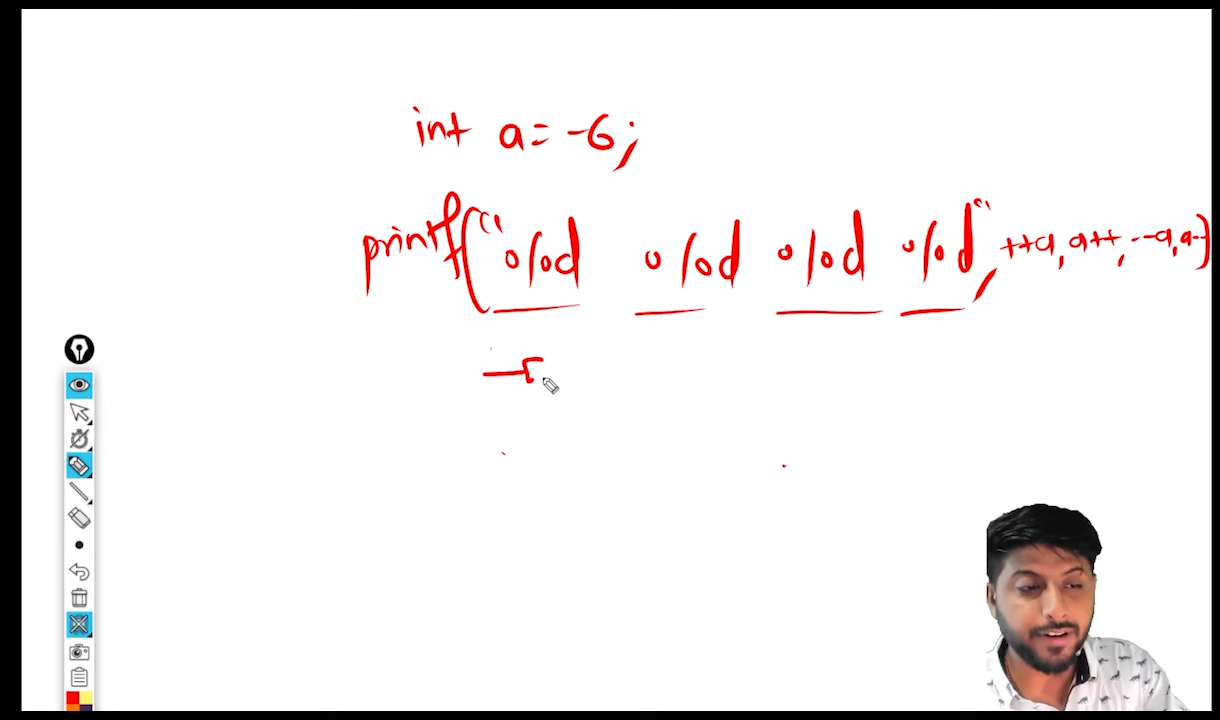 int a = -6;
printf("%d %d %d %d", ++a, a++, --a, a--)
-5